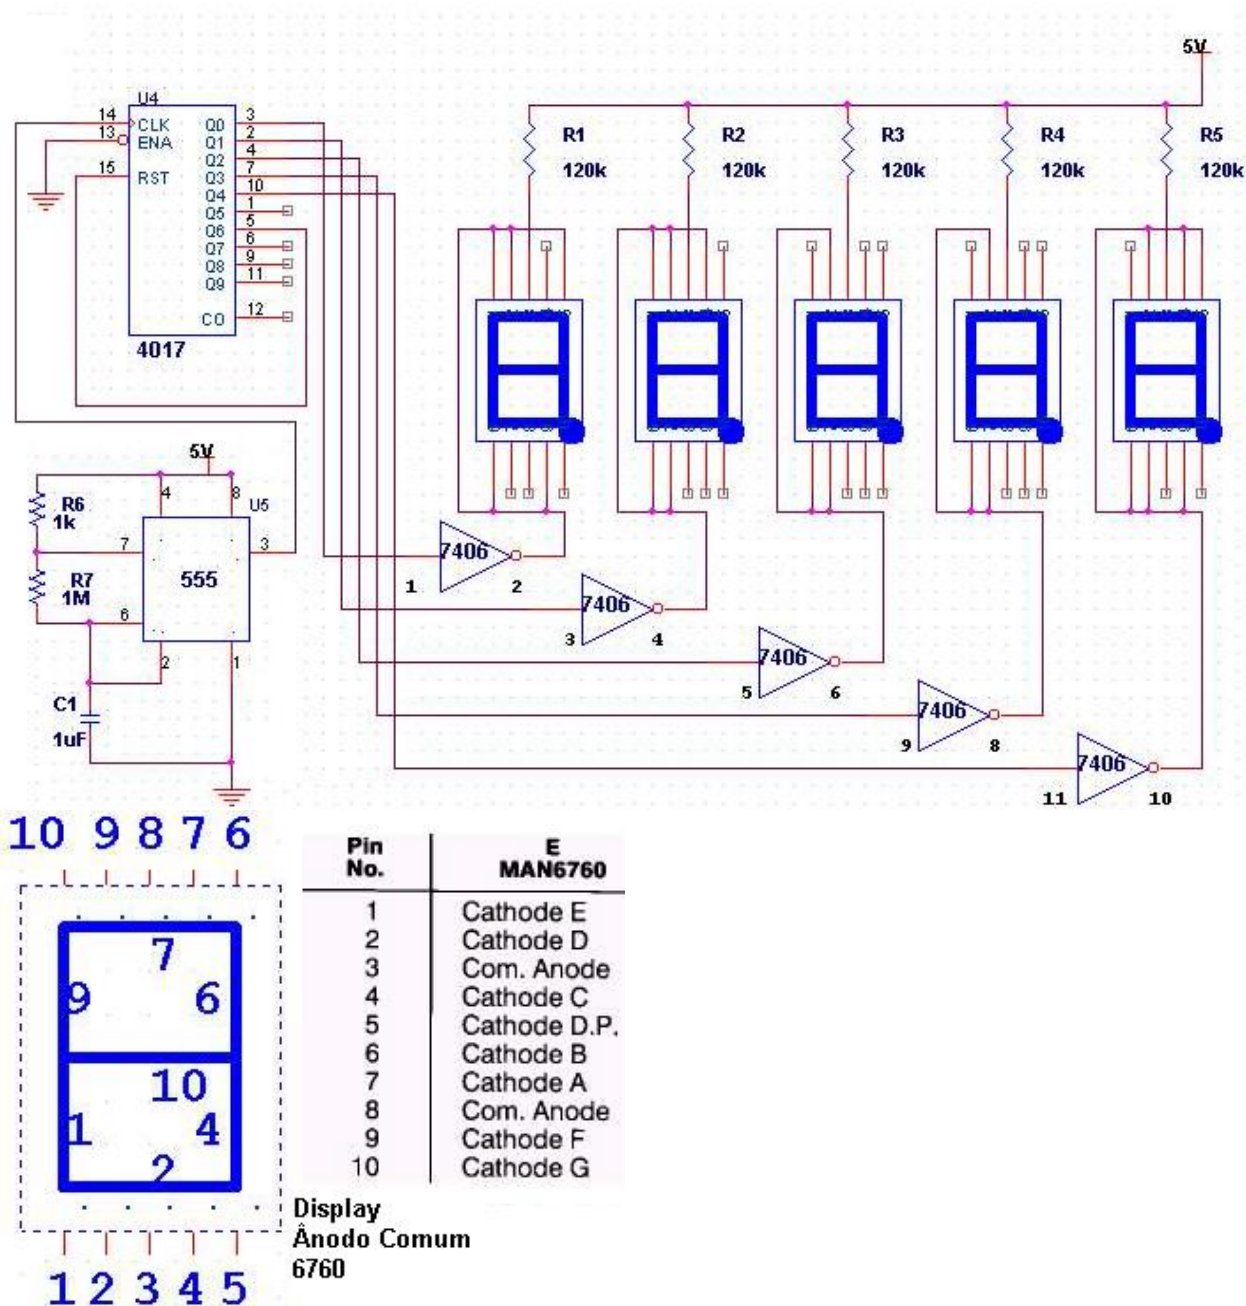 5V
U4
14 CLK Q0 3
13 ENA Q1 2
Q2 4
15 RST Q3 7
Q4 10
Q5 1
Q6 5
Q7 6
Q8 9
Q9 11
CO 12
4017
R1 R2 R3 R4 R5
120k 120k 120k 120k 120k
5V
4 8 U5
R6
1k
7 555 3
R7
1M
6
2 1
C1
1uF
7406
1 2
7406
3 4
7406
5 6
7406
9 8
7406
11 10
10 9 8 7 6
7
9 6
10
1 4
2
1 2 3 4 5
Pin No. E MAN6760
1 Cathode E
2 Cathode D
3 Com. Anode
4 Cathode C
5 Cathode D.P.
6 Cathode B
7 Cathode A
8 Com. Anode
9 Cathode F
10 Cathode G
Display
Ânodo Comum
6760